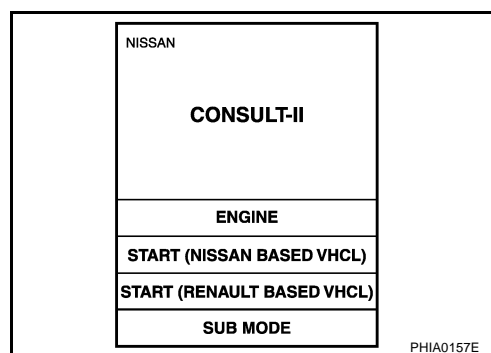 NISSAN
CONSULT-II
ENGINE
START (NISSAN BASED VHCL)
START (RENAULT BASED VHCL)
SUB MODE
PHIA0157E